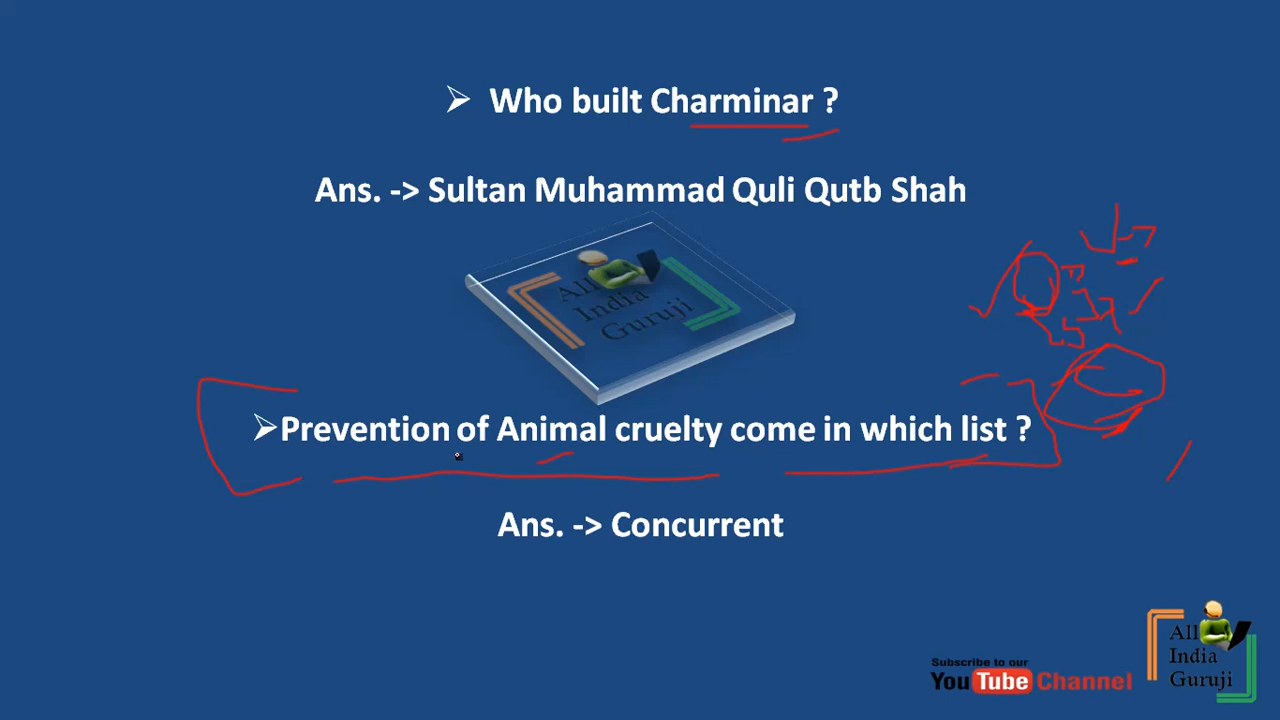 Who built Charminar ?
Ans. -> Sultan Muhammad Quli Qutb Shah
All
India
Guruji
Prevention of Animal cruelty come in which list ?
Ans. -> Concurrent
Subscribe to our
YouTube Channel
All
India
Guruji